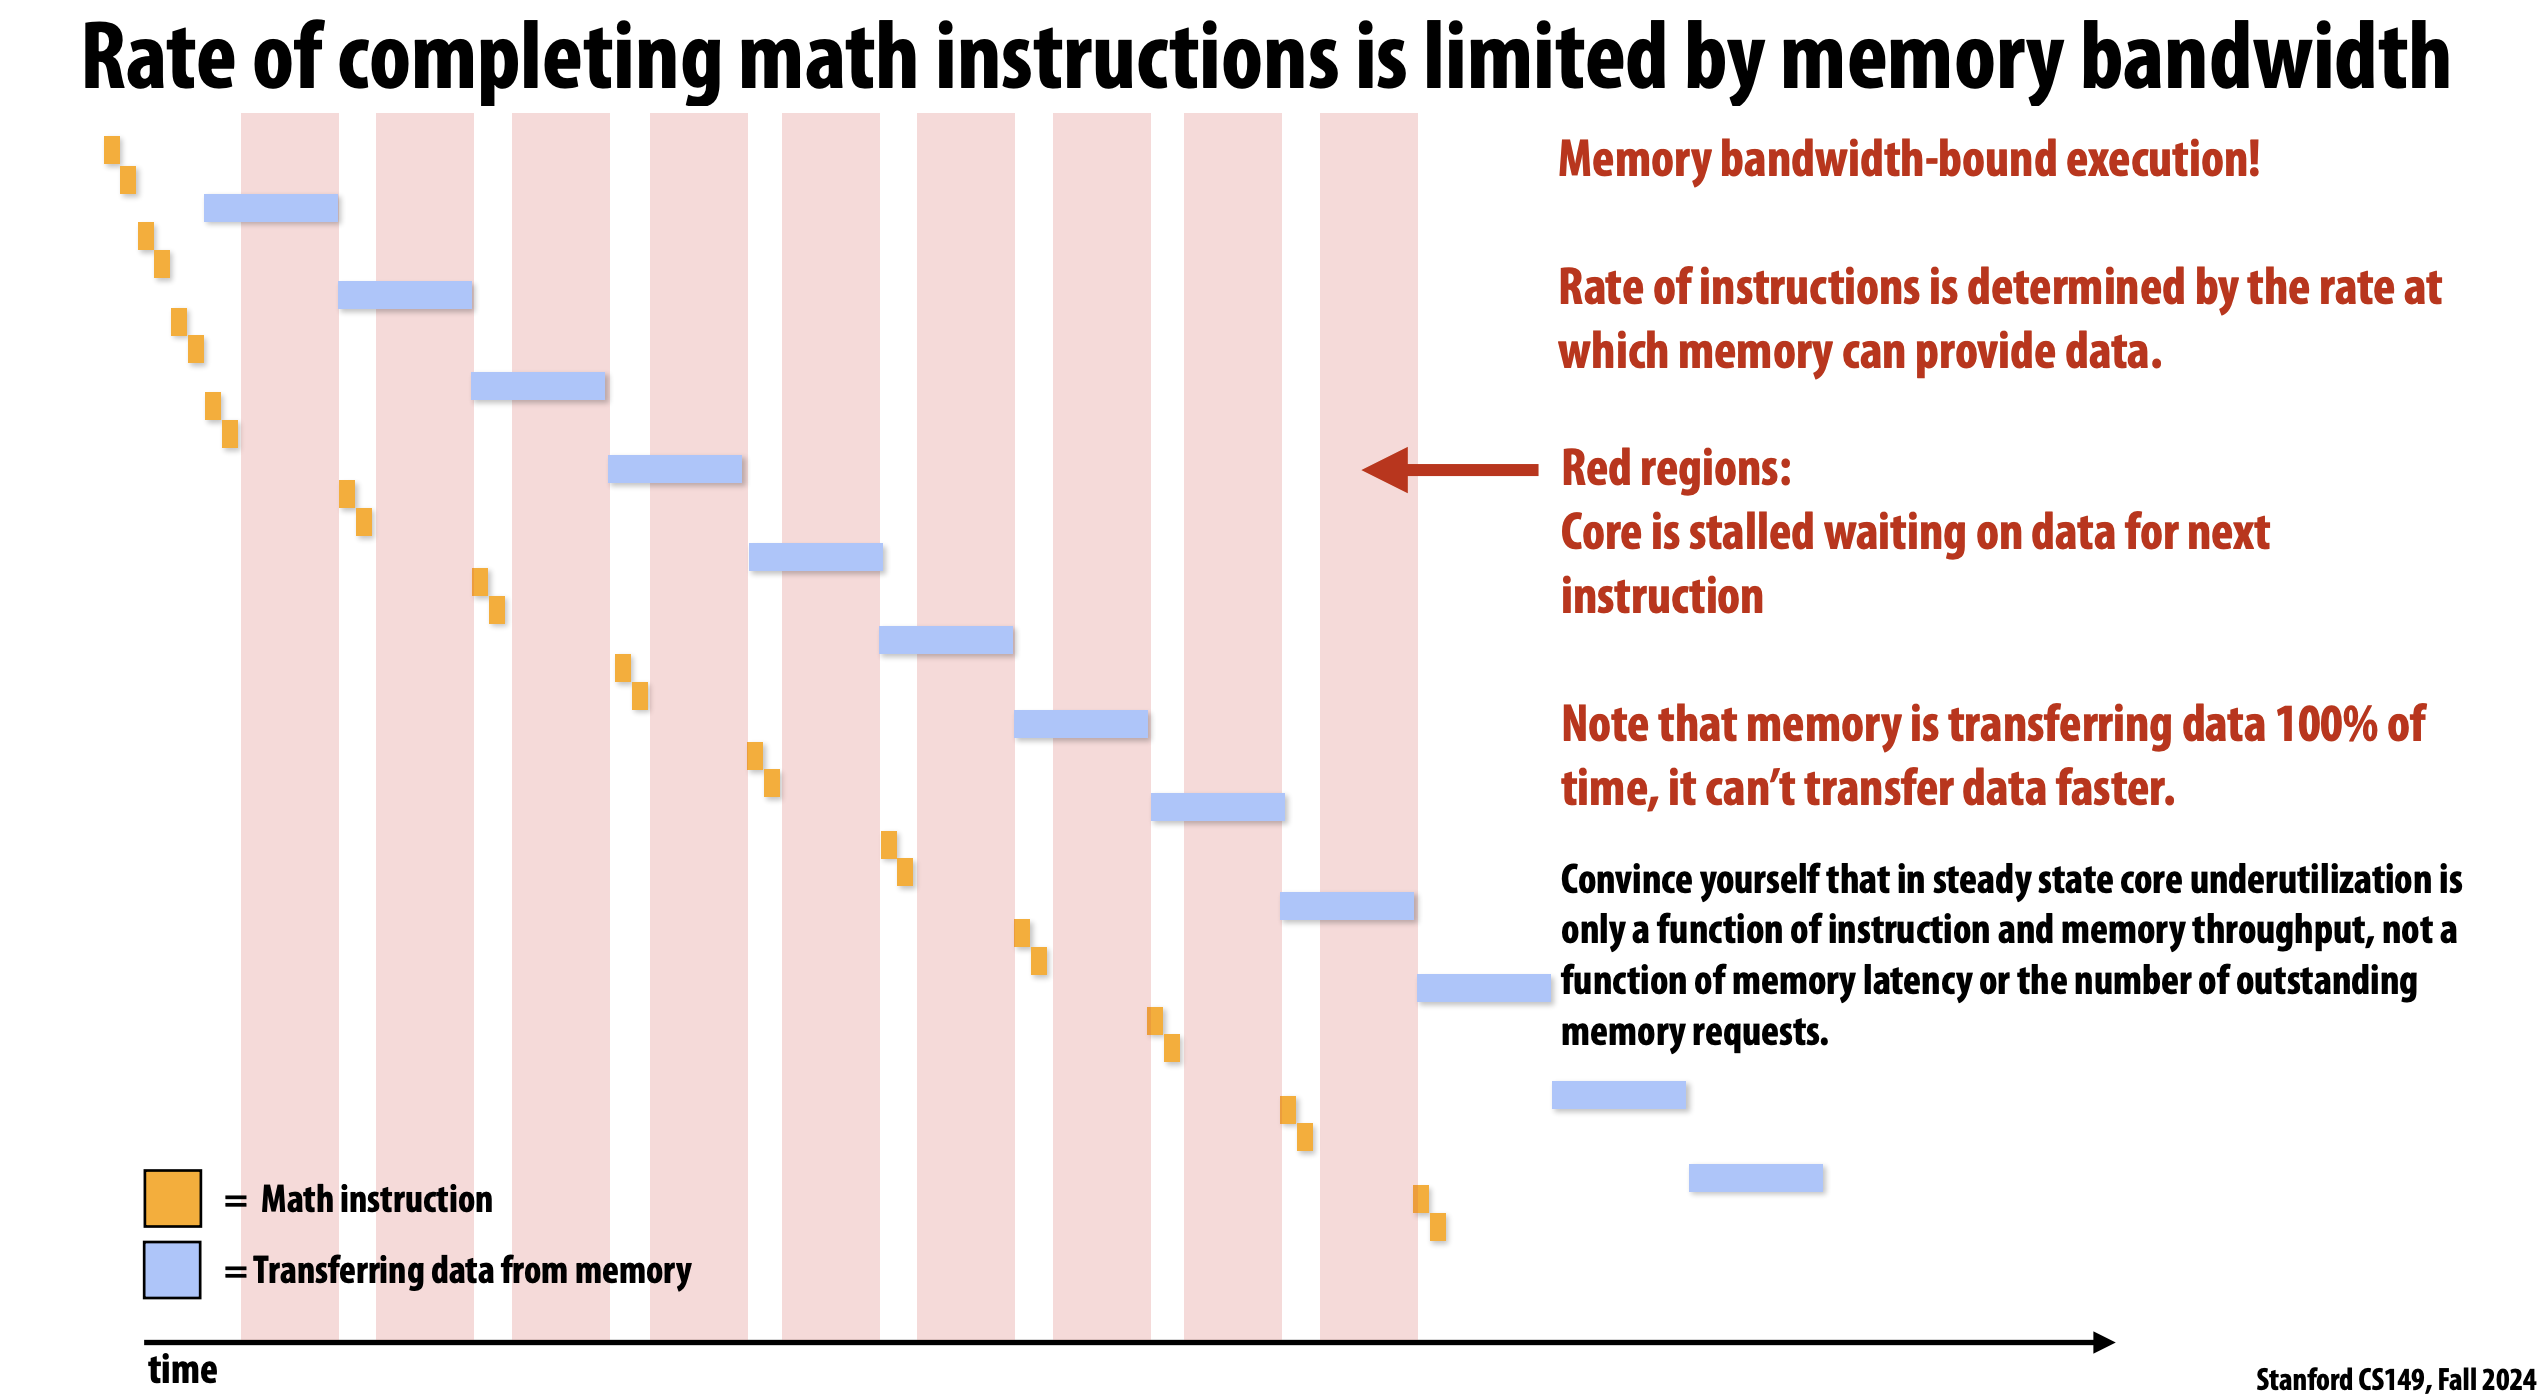 Rate of completing math instructions is limited by memory bandwidth
Memory bandwidth-bound execution!
Rate of instructions is determined by the rate at
which memory can provide data.
Red regions:
Core is stalled waiting on data for next
instruction
Note that memory is transferring data 100% of
time, it can’t transfer data faster.
Convince yourself that in steady state core underutilization is
only a function of instruction and memory throughput, not a
function of memory latency or the number of outstanding
memory requests.
= Math instruction
= Transferring data from memory
time
Stanford CS149, Fall 2024